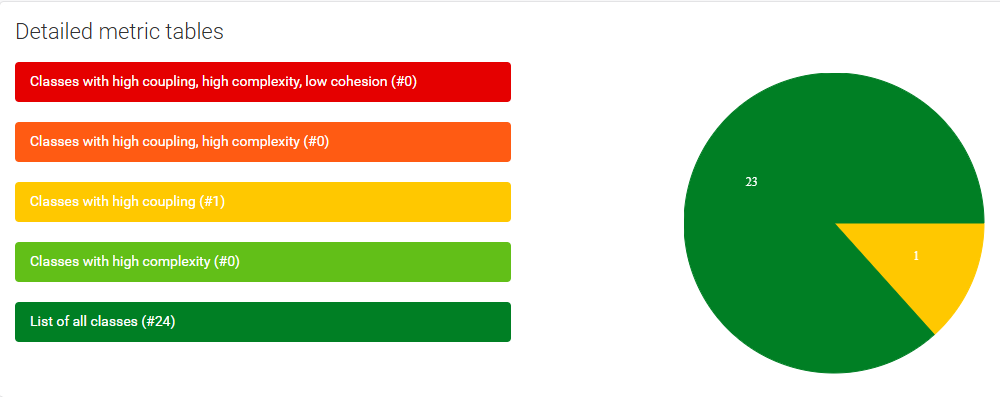 Detailed metric tables
Classes with high coupling, high complexity, low cohesion (#0)
Classes with high coupling, high complexity (#0)
Classes with high coupling (#1)
Classes with high complexity (#0)
List of all classes (#24)
23
1